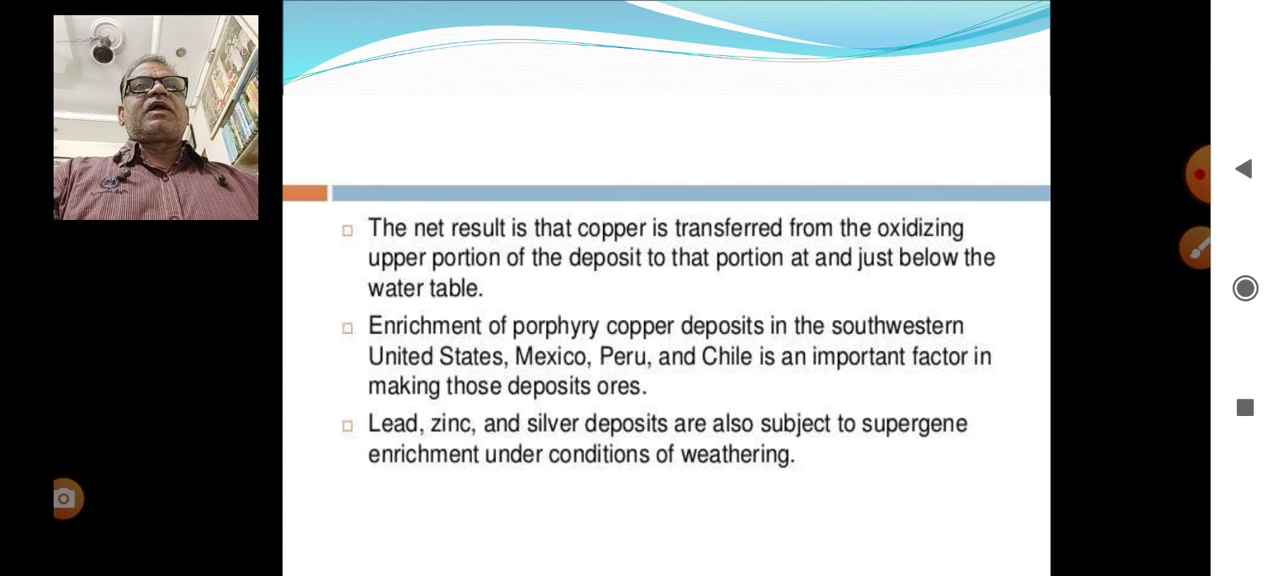 The net result is that copper is transferred from the oxidizing
upper portion of the deposit to that portion at and just below the
water table.
Enrichment of porphyry copper deposits in the southwestern
United States, Mexico, Peru, and Chile is an important factor in
making those deposits ores.
Lead, zinc, and silver deposits are also subject to supergene
enrichment under conditions of weathering.